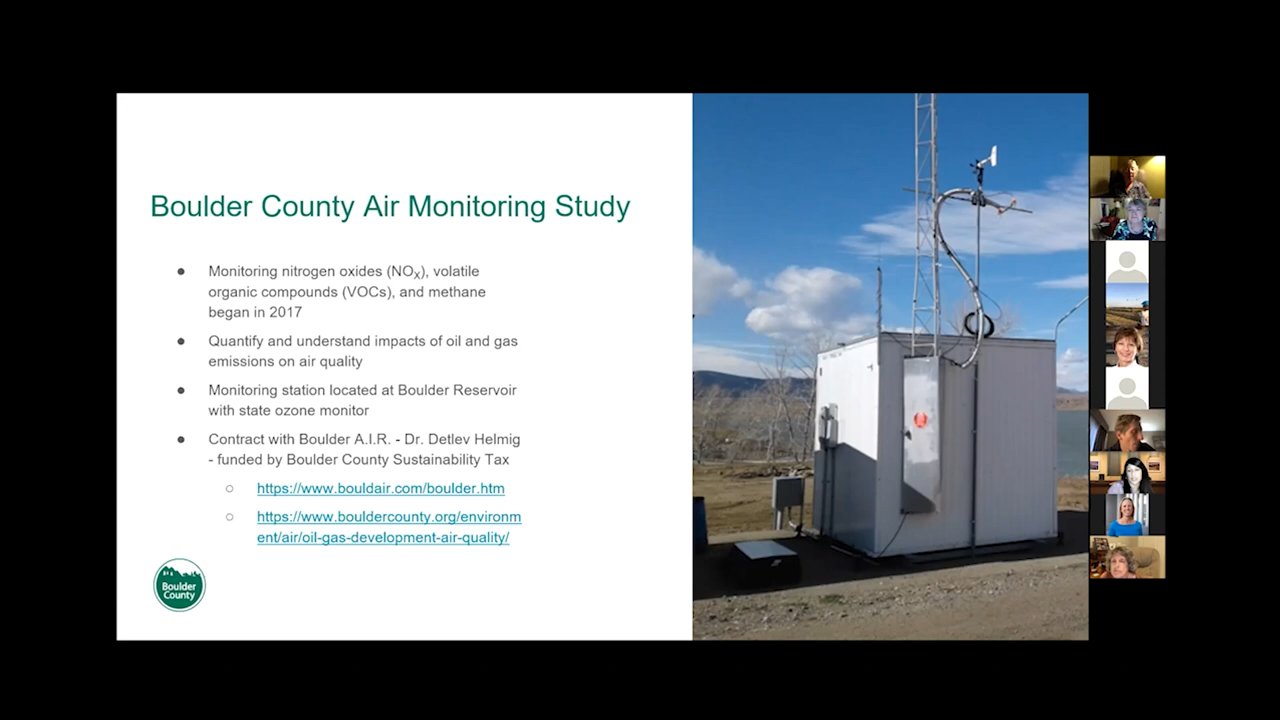 Boulder County Air Monitoring Study
● Monitoring nitrogen oxides (NOX), volatile
organic compounds (VOCs), and methane
began in 2017
● Quantify and understand impacts of oil and gas
emissions on air quality
● Monitoring station located at Boulder Reservoir
with state ozone monitor
● Contract with Boulder A.I.R. - Dr. Detlev Helmig
- funded by Boulder County Sustainability Tax
○ https://www.bouldair.com/boulder.htm
○ https://www.bouldercounty.org/environm
ent/air/oil-gas-development-air-quality/
Boulder
County